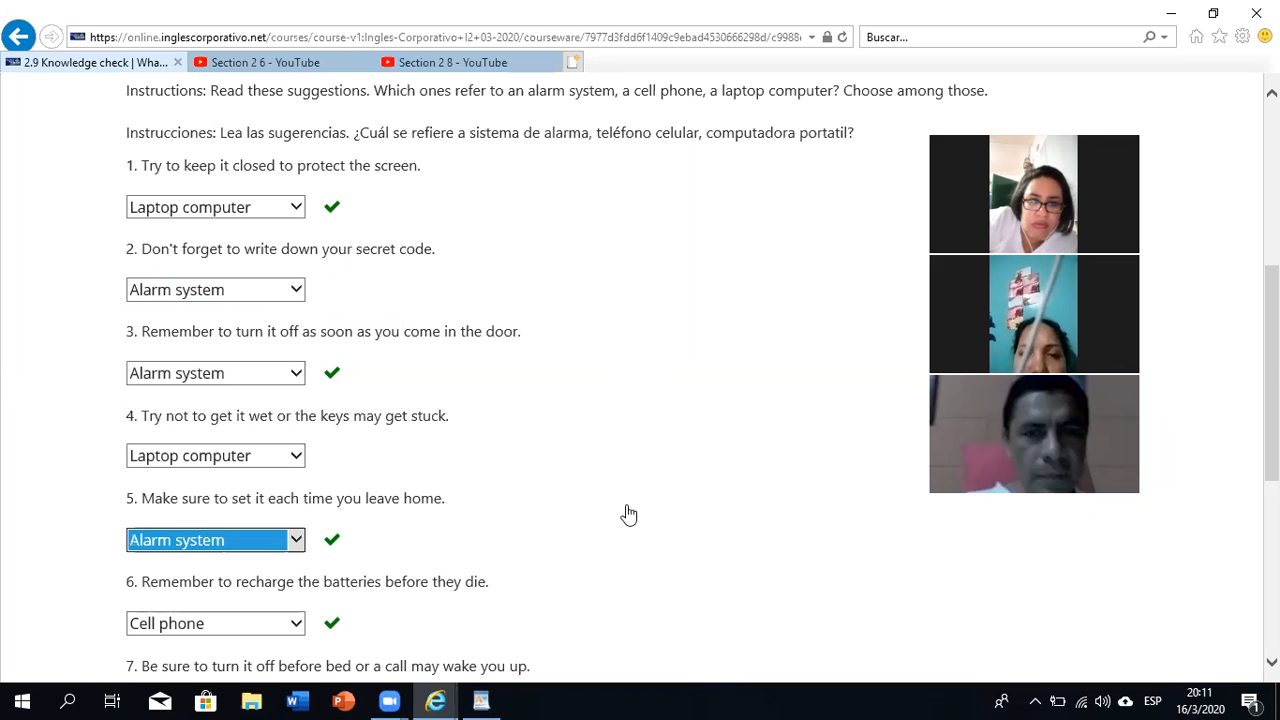 https://online.inglescorporativo.net/courses/course-v1:Ingles-Corporativo+I2+03-2020/courseware/7977d3fdd6f1409c9ebad4530666298d/c9988
Buscar...
2.9 Knowledge check | Wha...
Section 2 6 - YouTube
Section 2 8 - YouTube
Instructions: Read these suggestions. Which ones refer to an alarm system, a cell phone, a laptop computer? Choose among those.
Instrucciones: Lea las sugerencias. ¿Cuál se refiere a sistema de alarma, teléfono celular, computadora portatil?
1. Try to keep it closed to protect the screen.
Laptop computer
2. Don't forget to write down your secret code.
Alarm system
3. Remember to turn it off as soon as you come in the door.
Alarm system
4. Try not to get it wet or the keys may get stuck.
Laptop computer
5. Make sure to set it each time you leave home.
Alarm system
6. Remember to recharge the batteries before they die.
Cell phone
7. Be sure to turn it off before bed or a call may wake you up.
ESP
20:11
16/3/2020
1